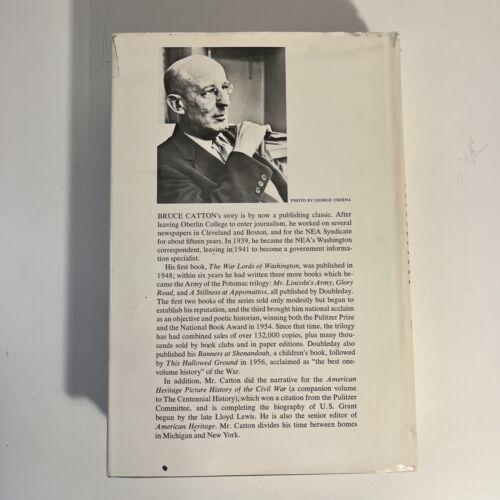 PHOTO BY GEORGE CSERNA
BRUCE CATTON's story is by now a publishing classic. After
leaving Oberlin College to enter journalism, he worked on several
newspapers in Cleveland and Boston, and for the NEA Syndicate
for about fifteen years. In 1939, he became the NEA's Washington
correspondent, leaving in 1941 to become a government informa-
tion specialist.
His first book, The War Lords of Washington, was published in
1948; within six years he had written three more books which be-
came the Army of the Potomac trilogy: Mr. Lincoln's Army, Glory
Road, and A Stillness at Appomattox, all published by Doubleday.
The first two books of the series sold only modestly but began to
establish his reputation, and the third brought him national acclaim
as an objective and poetic historian, winning both the Pulitzer Prize
and the National Book Award in 1954. Since that time, the trilogy
has had combined sales of over 132,000 copies, plus many thou-
sands sold by book clubs and in paper editions. Doubleday also
published his Banners at Shenandoah, a children's book, followed
by This Hallowed Ground in 1956, acclaimed as "the best one-
volume history" of the War.
In addition, Mr. Catton did the narrative for the American
Heritage Picture History of the Civil War (a companion volume
to The Centennial History), which won a citation from the Pulitzer
Committee, and is completing the biography of U.S. Grant
begun by the late Lloyd Lewis. He is also the senior editor of
American Heritage. Mr. Catton divides his time between homes
in Michigan and New York.